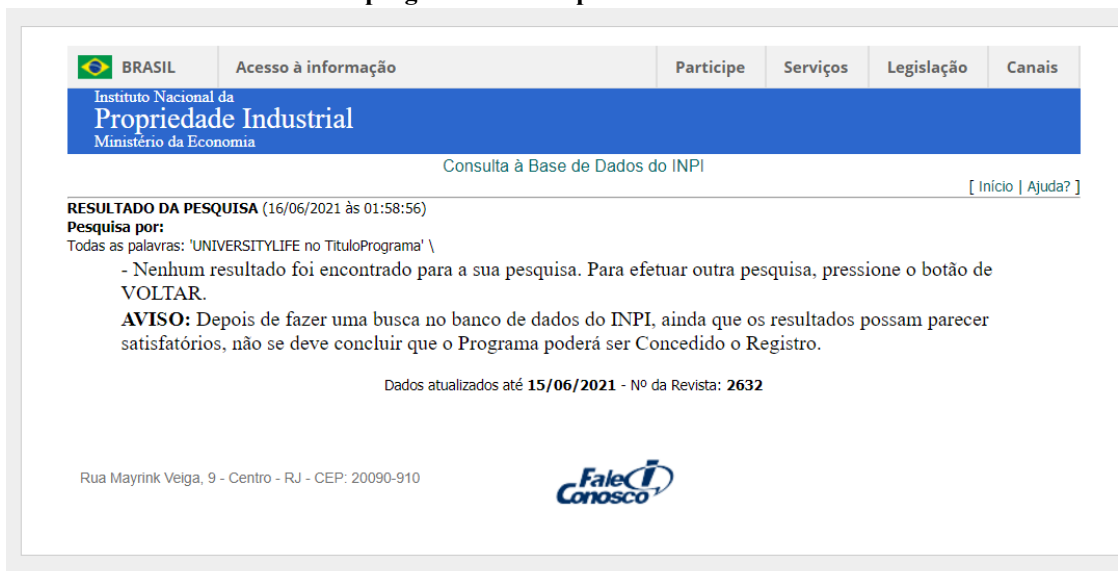 BRASIL Acesso à informação Participe Serviços Legislação Canais
Instituto Nacional da
Propriedade Industrial
Ministério da Economia
Consulta à Base de Dados do INPI
[ Início | Ajuda? ]
RESULTADO DA PESQUISA (16/06/2021 às 01:58:56)
Pesquisa por:
Todas as palavras: 'UNIVERSITYLIFE no TituloPrograma' \
- Nenhum resultado foi encontrado para a sua pesquisa. Para efetuar outra pesquisa, pressione o botão de
VOLTAR.
AVISO: Depois de fazer uma busca no banco de dados do INPI, ainda que os resultados possam parecer
satisfatórios, não se deve concluir que o Programa poderá ser Concedido o Registro.
Dados atualizados até 15/06/2021 - Nº da Revista: 2632
Rua Mayrink Veiga, 9 - Centro - RJ - CEP: 20090-910
Fale
Conosco